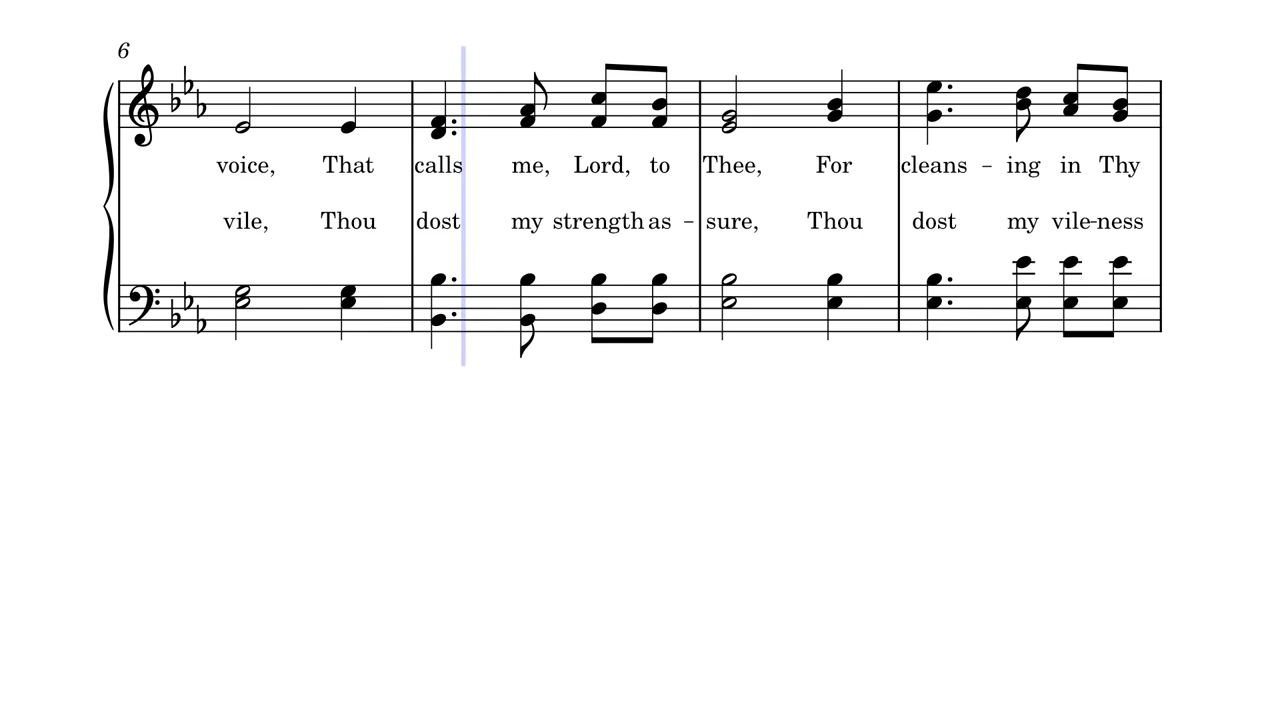 6
voice, That calls me, Lord, to Thee, For cleans – ing in Thy
vile, Thou dost my strength as – sure, Thou dost my vile–ness